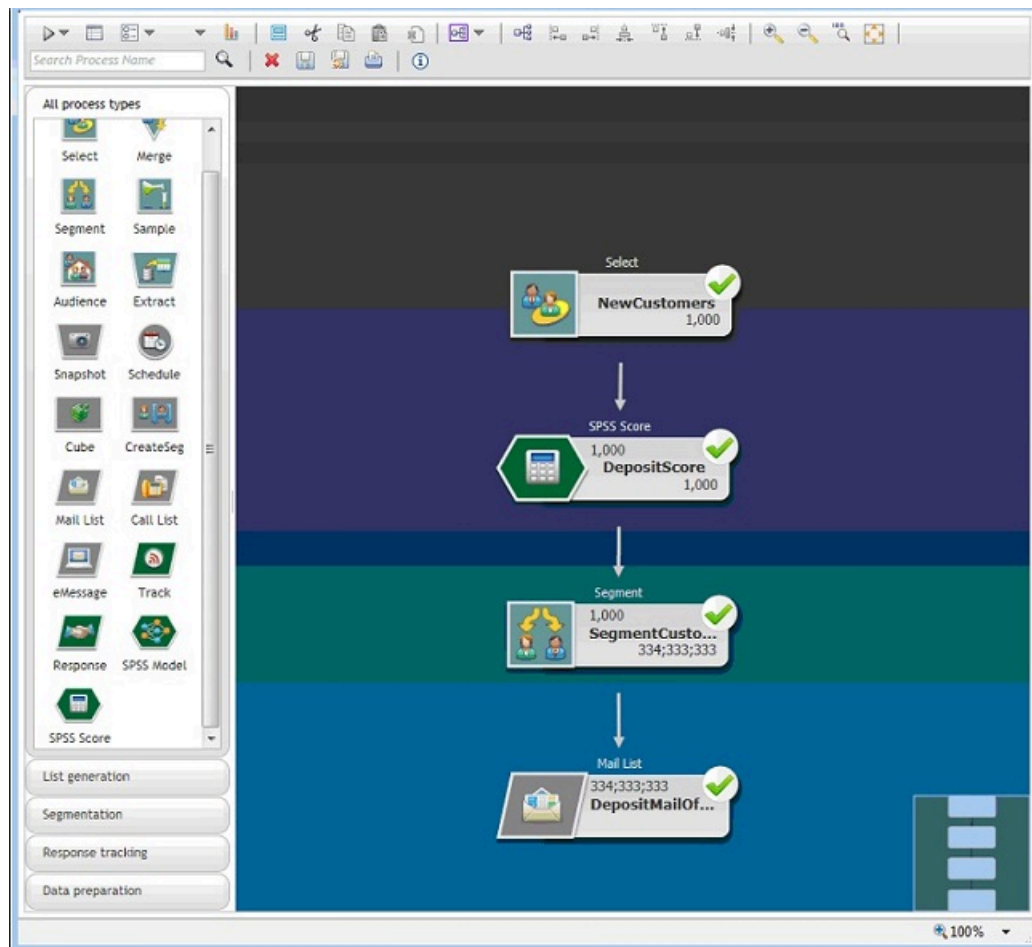 Search Process Name
All process types
Select Merge
Segment Sample
Audience Extract
Snapshot Schedule
Cube CreateSeg
Mail List Call List
eMessage Track
Response SPSS Model
SPSS Score
List generation
Segmentation
Response tracking
Data preparation
Select
NewCustomers
1,000
SPSS Score
1,000
DepositScore
1,000
Segment
1,000
SegmentCusto...
334;333;333
Mail List
334;333;333
DepositMailOf...
100%